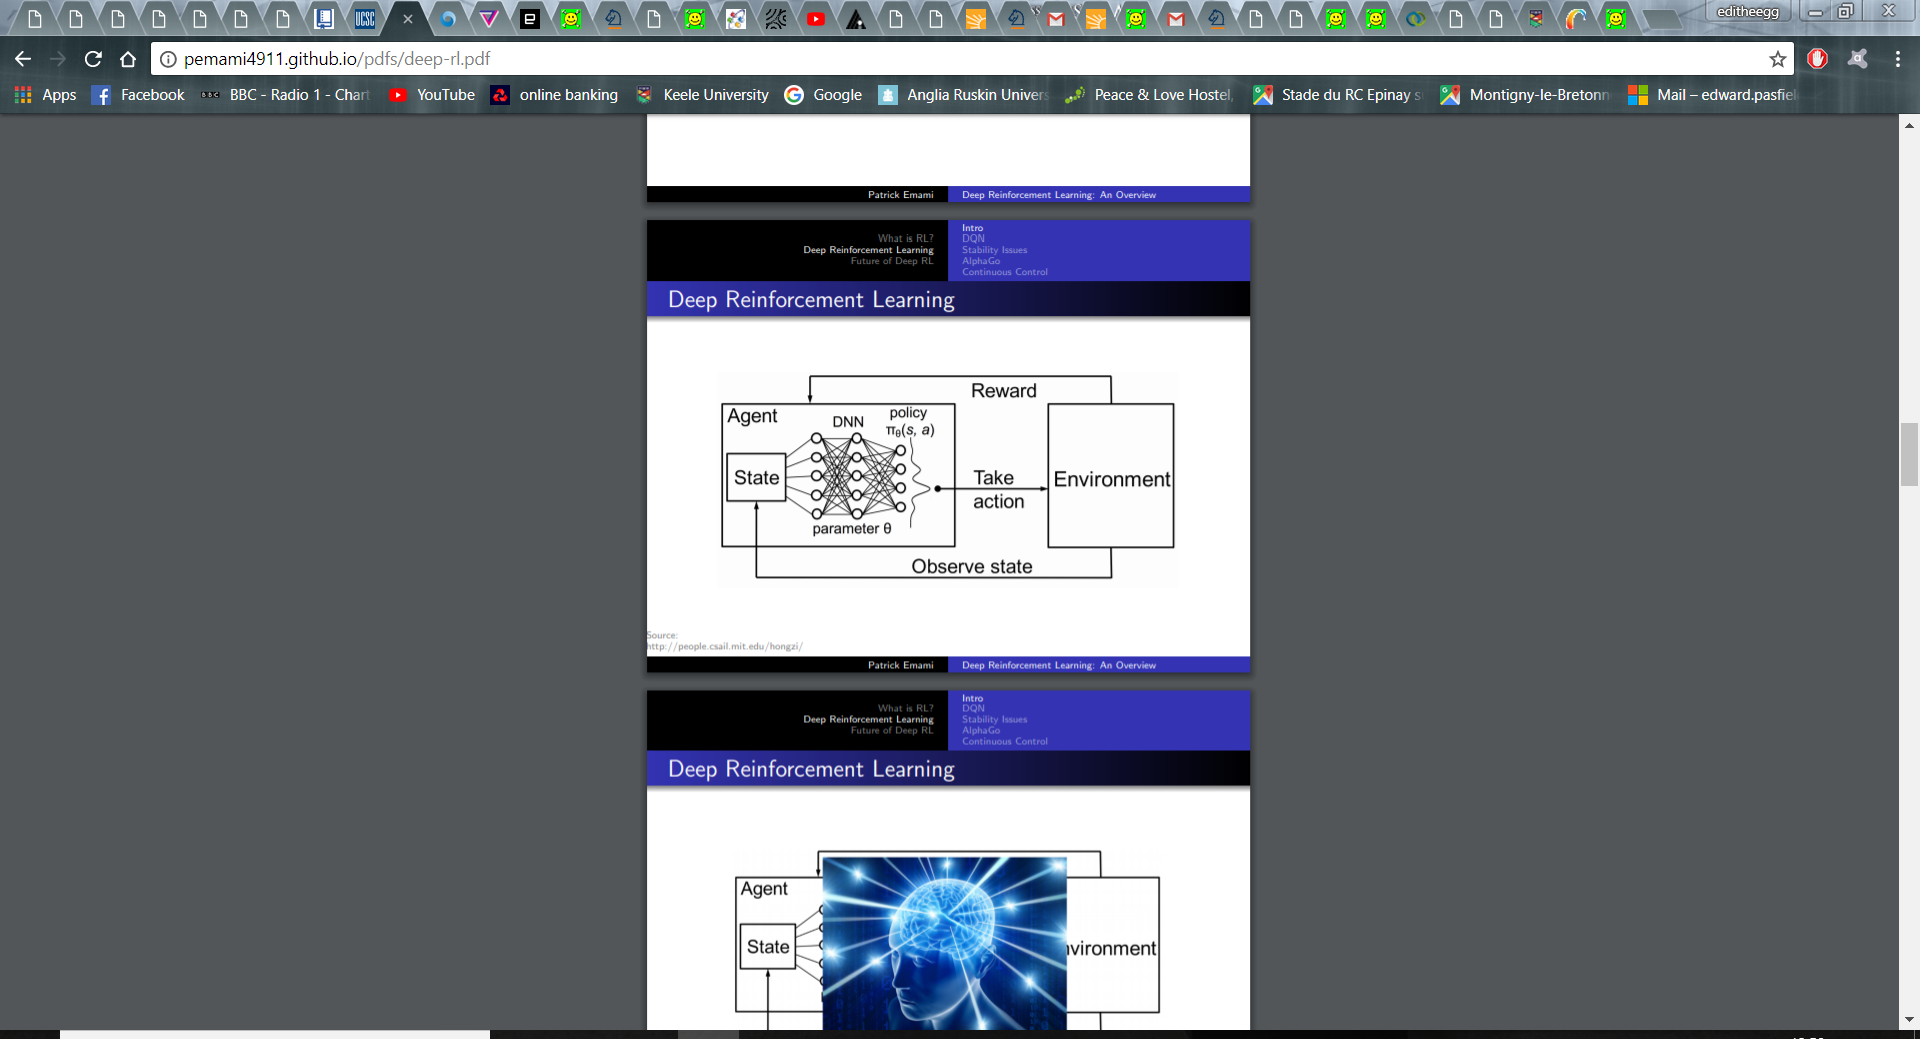 editheegg
pemami4911.github.io/pdfs/deep-rl.pdf
Apps Facebook BBC - Radio 1 - Chart YouTube online banking Keele University Google Anglia Ruskin Univers Peace & Love Hostel, Stade du RC Epinay s Montigny-le-Bretonn Mail – edward.pasfie
Patrick Emami Deep Reinforcement Learning: An Overview
What is RL?
Deep Reinforcement Learning
Future of Deep RL
Intro
DQN
Stability Issues
AlphaGo
Continuous Control
Deep Reinforcement Learning
Reward
Agent
DNN
policy
πθ(s, a)
State
Take
action
Environment
parameter θ
Observe state
Source:
http://people.csail.mit.edu/hongzi/
Patrick Emami Deep Reinforcement Learning: An Overview
What is RL?
Deep Reinforcement Learning
Future of Deep RL
Intro
DQN
Stability Issues
AlphaGo
Continuous Control
Deep Reinforcement Learning
Agent
State
nvironment